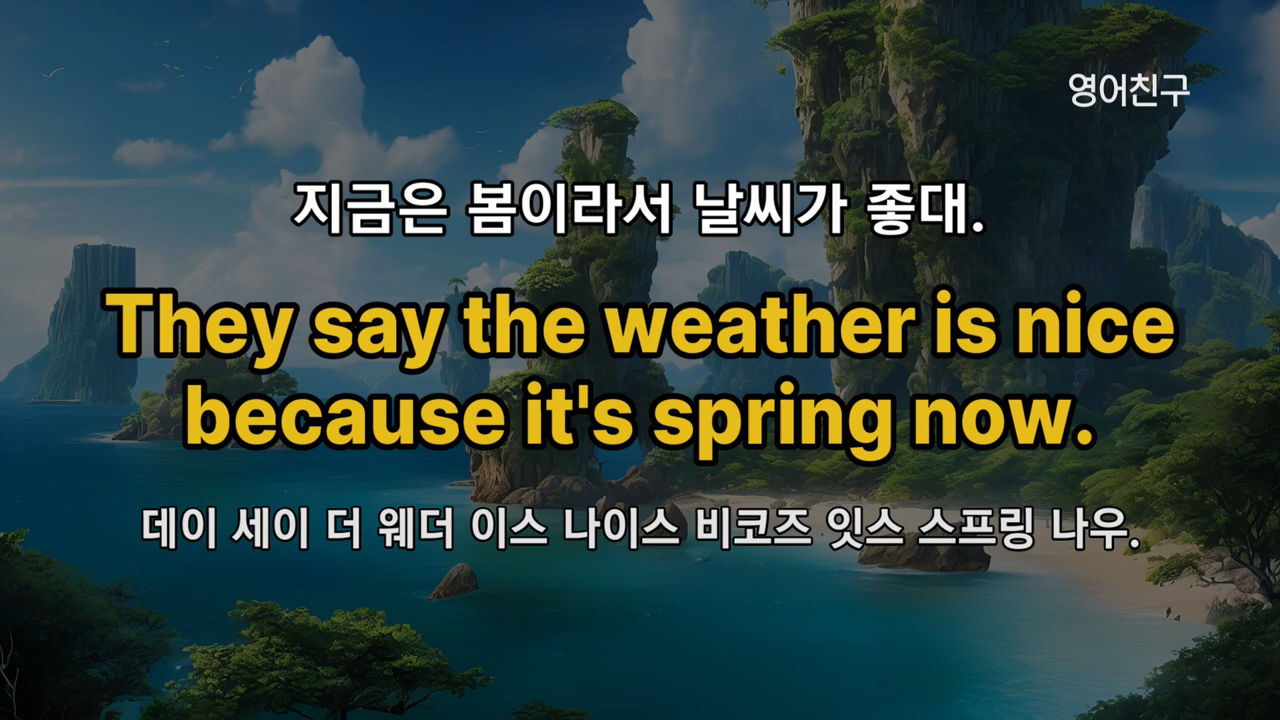 영어친구
지금은 봄이라서 날씨가 좋대.
They say the weather is nice
because it's spring now.
데이 세이 더 웨더 이스 나이스 비코즈 잇스 스프링 나우.